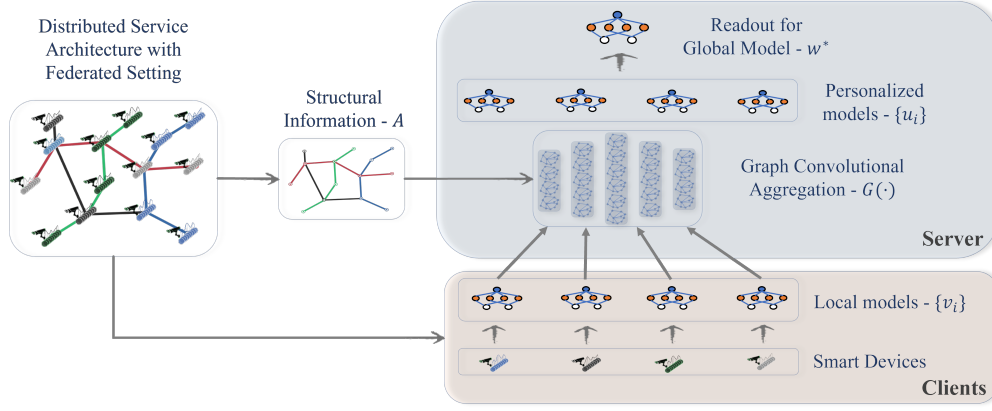 Distributed Service
Architecture with
Federated Setting
Structural
Information - A
Readout for
Global Model - w*
Personalized
models - {u_i}
Graph Convolutional
Aggregation - G(·)
Server
Local models - {v_i}
Smart Devices
Clients